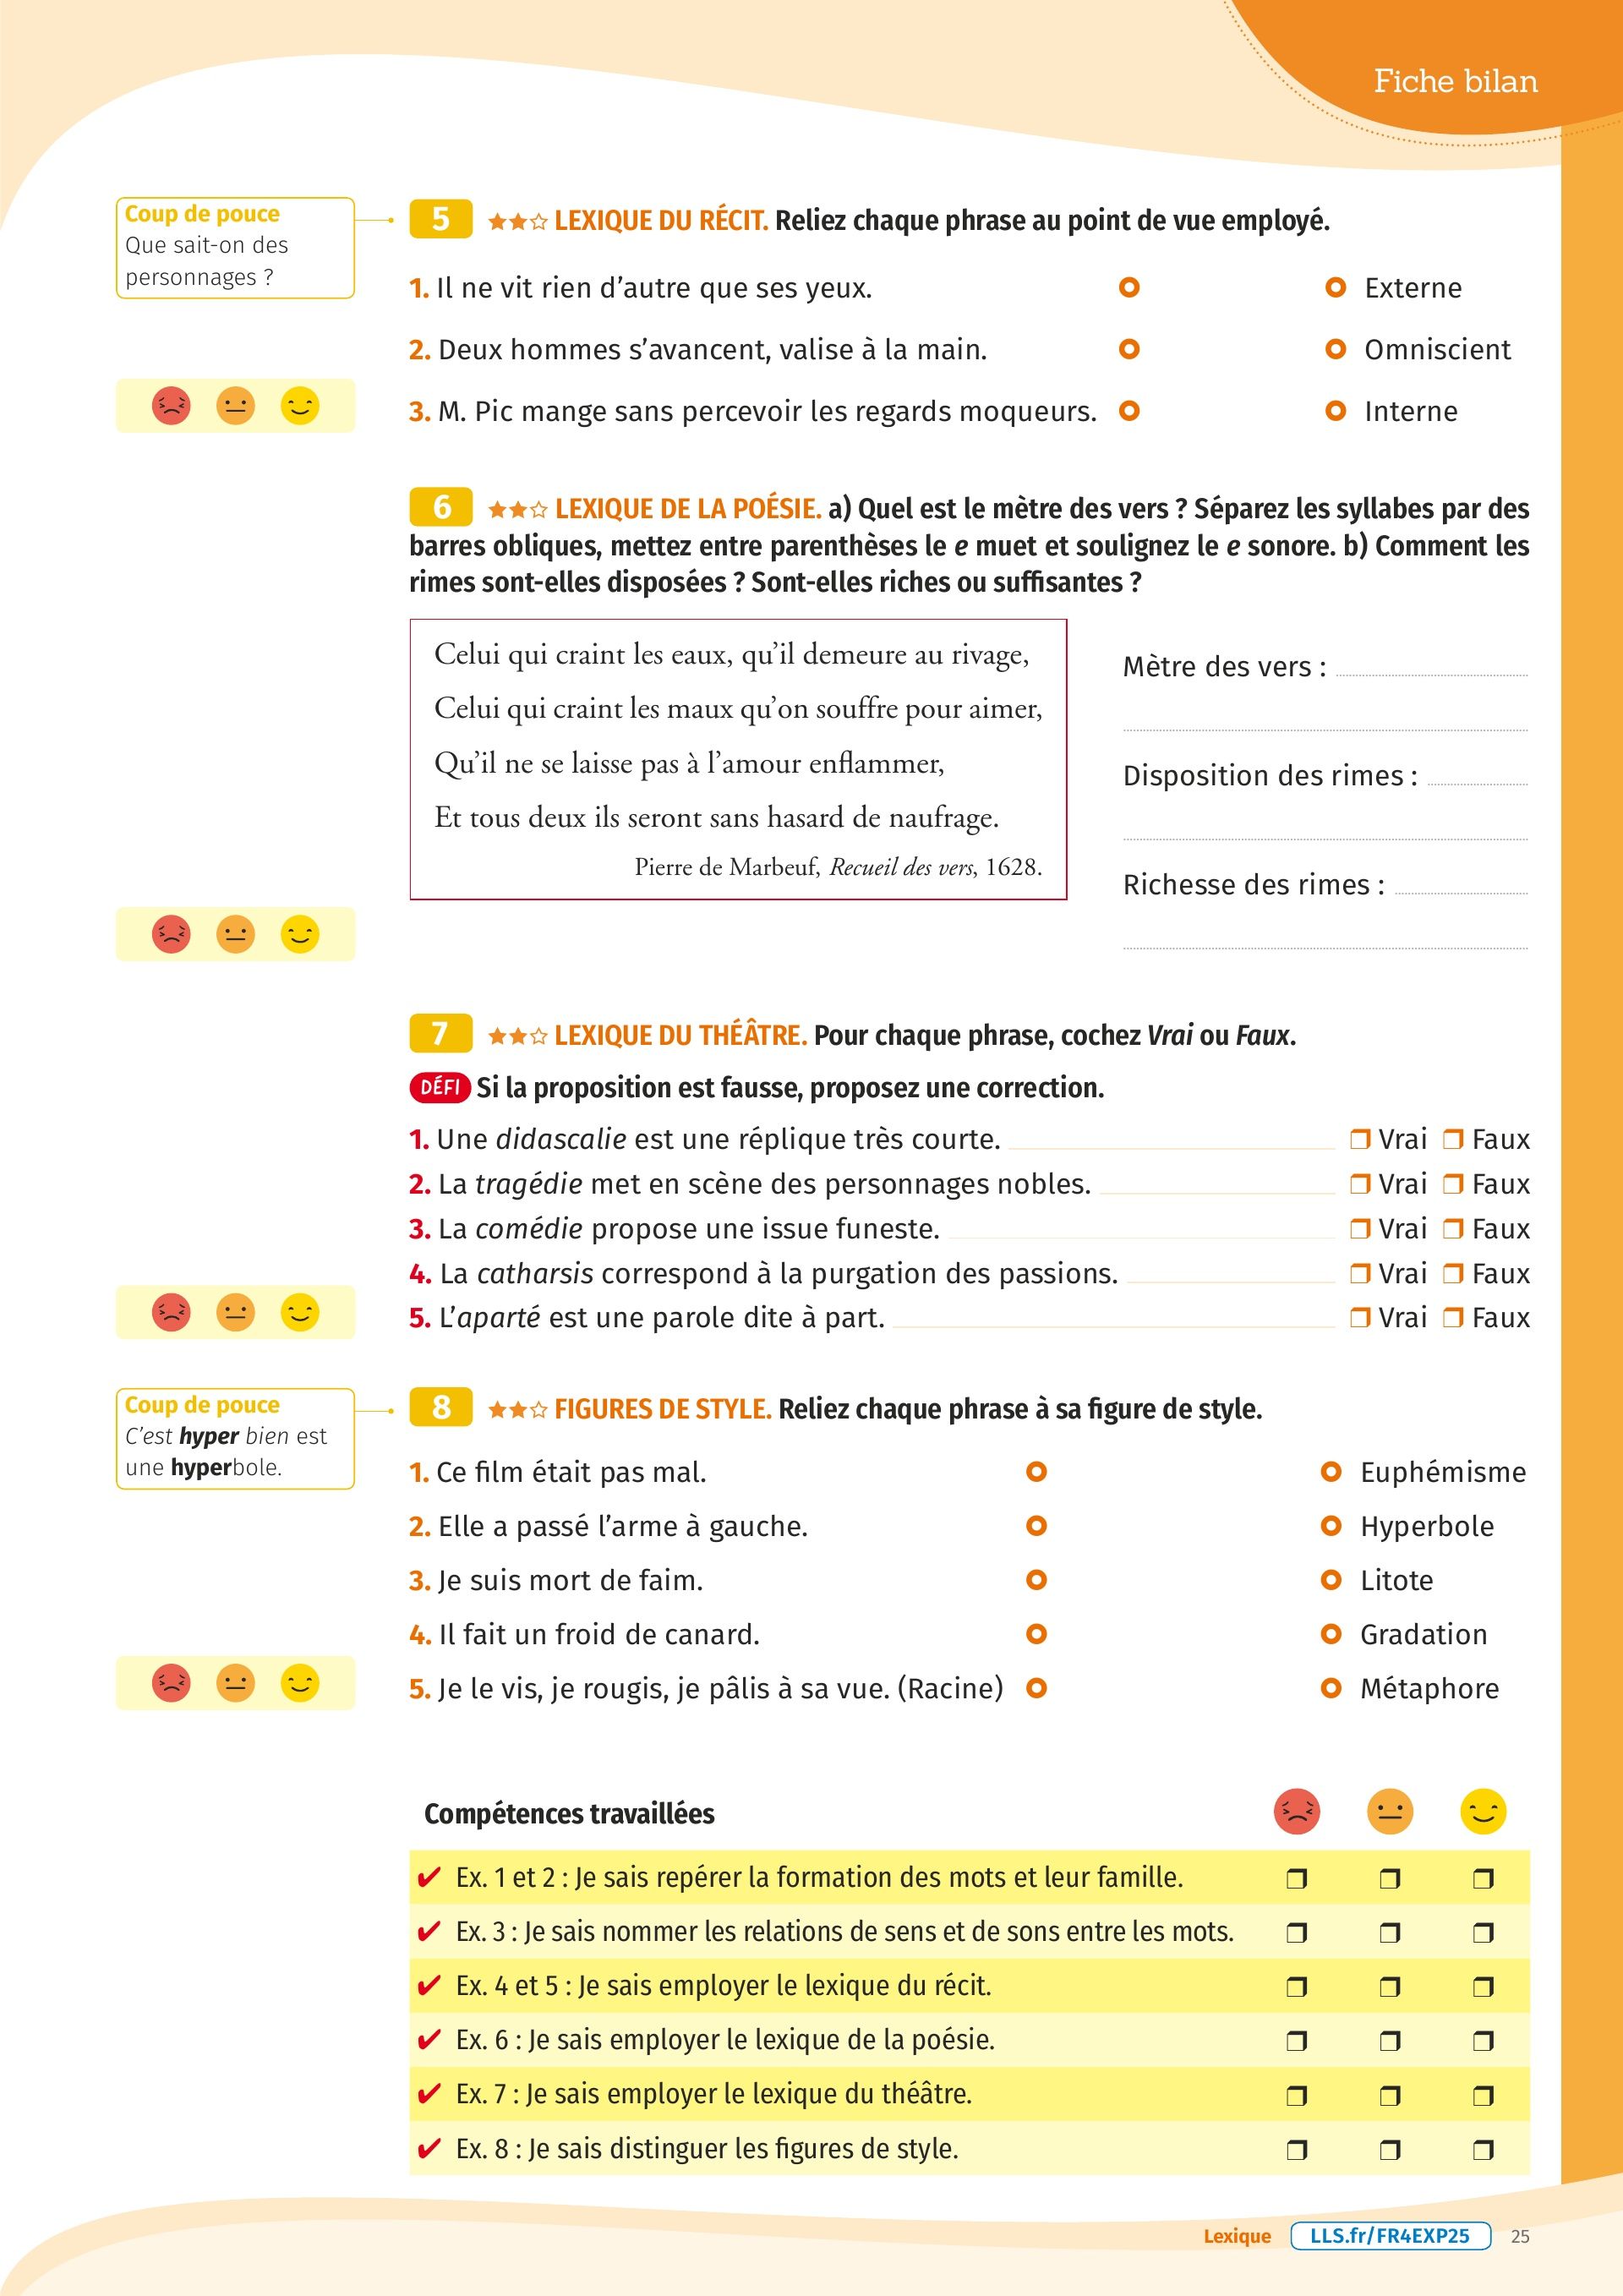 Fiche bilan
Coup de pouce
Que sait-on des
personnages ?
5 LEXIQUE DU RÉCIT. Reliez chaque phrase au point de vue employé.
1. Il ne vit rien d’autre que ses yeux. Externe
2. Deux hommes s’avancent, valise à la main. Omniscient
3. M. Pic mange sans percevoir les regards moqueurs. Interne
6 LEXIQUE DE LA POÉSIE. a) Quel est le mètre des vers ? Séparez les syllabes par des
barres obliques, mettez entre parenthèses le e muet et soulignez le e sonore. b) Comment les
rimes sont-elles disposées ? Sont-elles riches ou suffisantes ?
Celui qui craint les eaux, qu’il demeure au rivage,
Celui qui craint les maux qu’on souffre pour aimer,
Qu’il ne se laisse pas à l’amour enflammer,
Et tous deux ils seront sans hasard de naufrage.
Pierre de Marbeuf, Recueil des vers, 1628.
Mètre des vers :
Disposition des rimes :
Richesse des rimes :
7 LEXIQUE DU THÉÂTRE. Pour chaque phrase, cochez Vrai ou Faux.
DÉFI Si la proposition est fausse, proposez une correction.
1. Une didascalie est une réplique très courte. ❒ Vrai ❒ Faux
2. La tragédie met en scène des personnages nobles. ❒ Vrai ❒ Faux
3. La comédie propose une issue funeste. ❒ Vrai ❒ Faux
4. La catharsis correspond à la purgation des passions. ❒ Vrai ❒ Faux
5. L’aparté est une parole dite à part. ❒ Vrai ❒ Faux
Coup de pouce
C’est hyper bien est
une hyperbole.
8 FIGURES DE STYLE. Reliez chaque phrase à sa figure de style.
1. Ce film était pas mal. Euphémisme
2. Elle a passé l’arme à gauche. Hyperbole
3. Je suis mort de faim. Litote
4. Il fait un froid de canard. Gradation
5. Je le vis, je rougis, je pâlis à sa vue. (Racine) Métaphore
Compétences travaillées
✔ Ex. 1 et 2 : Je sais repérer la formation des mots et leur famille. ❒ ❒ ❒
✔ Ex. 3 : Je sais nommer les relations de sens et de sons entre les mots. ❒ ❒ ❒
✔ Ex. 4 et 5 : Je sais employer le lexique du récit. ❒ ❒ ❒
✔ Ex. 6 : Je sais employer le lexique de la poésie. ❒ ❒ ❒
✔ Ex. 7 : Je sais employer le lexique du théâtre. ❒ ❒ ❒
✔ Ex. 8 : Je sais distinguer les figures de style. ❒ ❒ ❒
Lexique LLS.fr/FR4EXP25 25